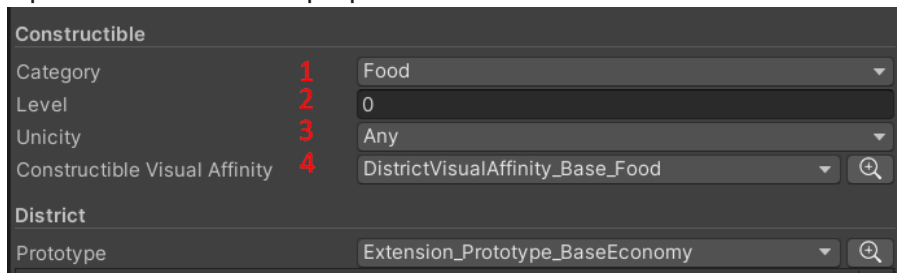 Constructible
Category 1 Food
Level 2 0
Unicity 3 Any
Constructible Visual Affinity 4 DistrictVisualAffinity_Base_Food
District
Prototype Extension_Prototype_BaseEconomy